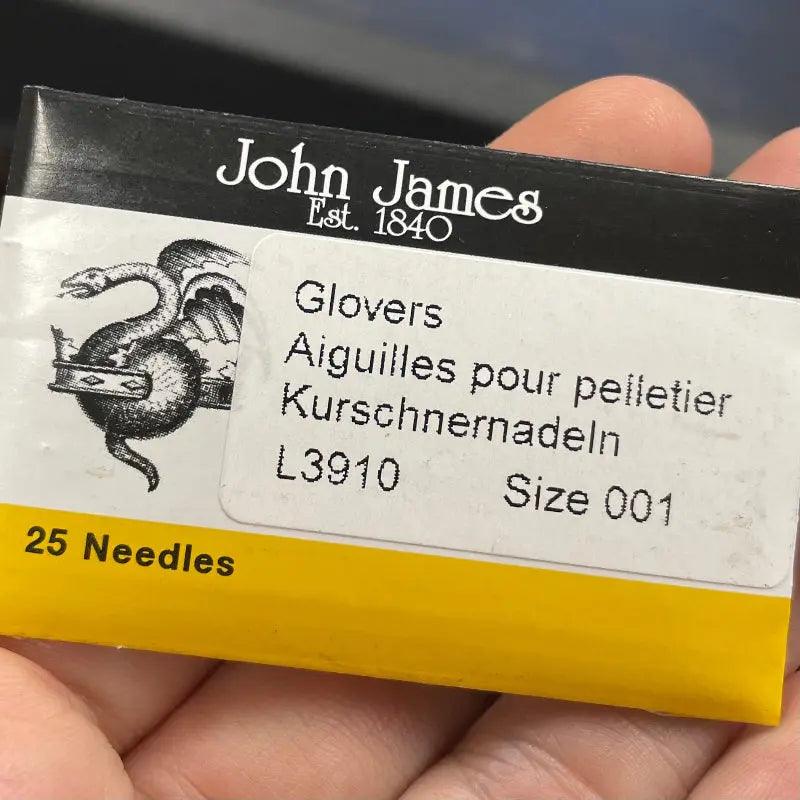 John James
Est. 1840
Glovers
Aiguilles pour pelletier
Kurschnernadeln
L3910 Size 001
25 Needles